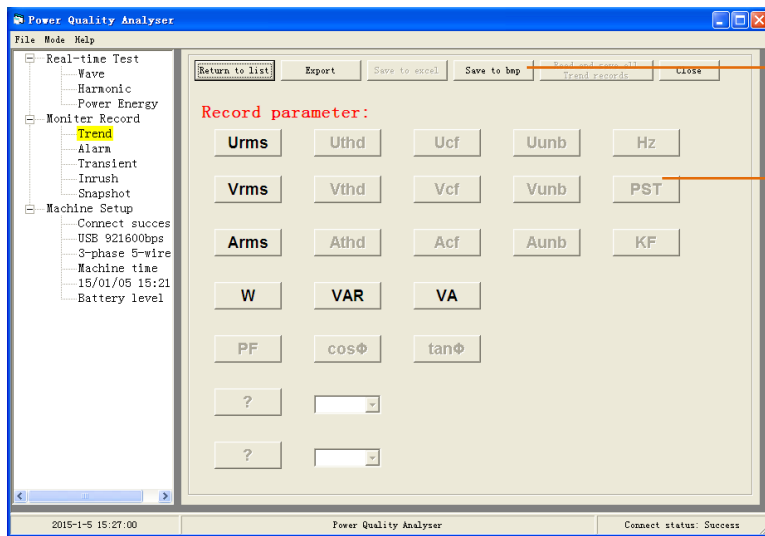 Power Quality Analyser
File Mode Help
Real-time Test
Wave
Harmonic
Power Energy
Moniter Record
Trend
Alarm
Transient
Inrush
Snapshot
Machine Setup
Connect succes
USB 921600bps
3-phase 5-wire
Machine time
15/01/05 15:21
Battery level
Return to list Export Save to excel Save to bmp Read and save all Close
Trend records
Record parameter:
Urms Uthd Ucf Uunb Hz
Vrms Vthd Vcf Vunb PST
Arms Athd Acf Aunb KF
W VAR VA
PF cosΦ tanΦ
?
?
2015-1-5 15:27:00 Power Quality Analyser Connect status: Success